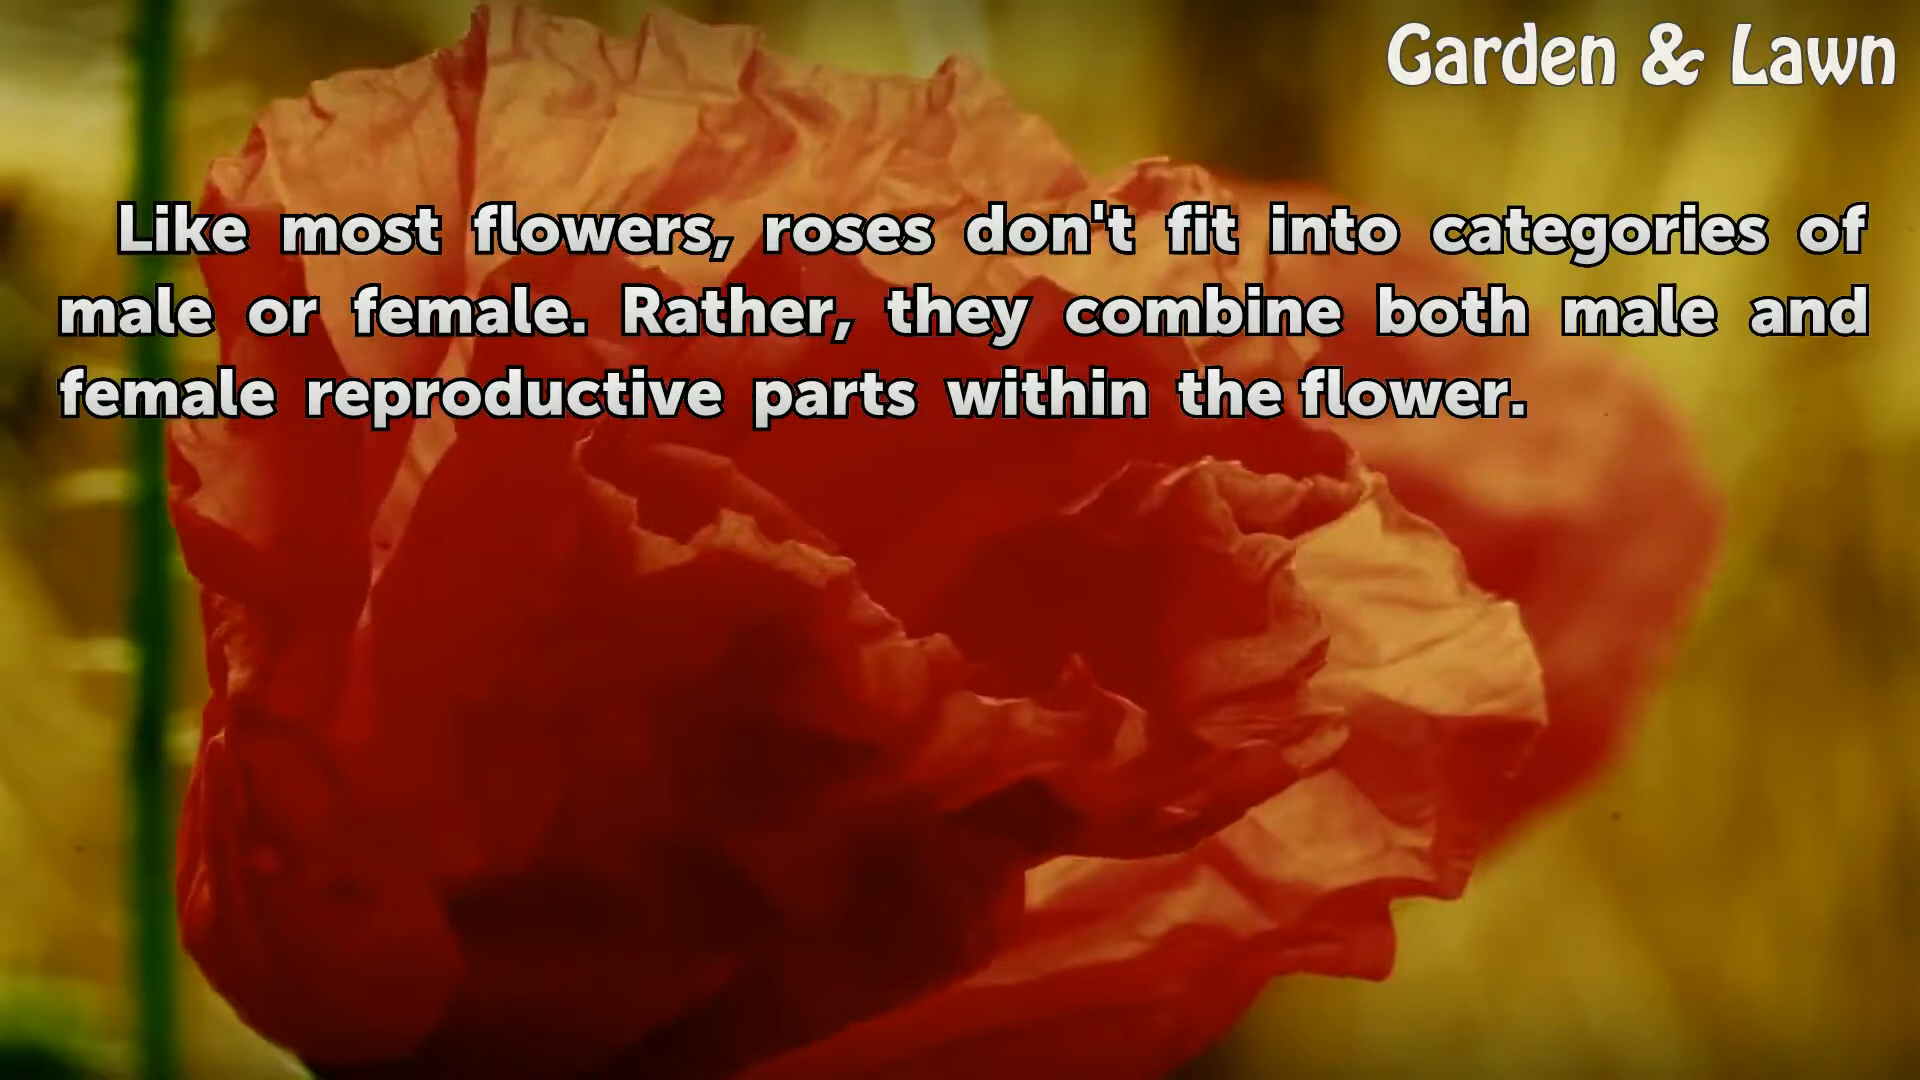 Garden & Lawn
Like most flowers, roses don't fit into categories of
male or female. Rather, they combine both male and
female reproductive parts within the flower.